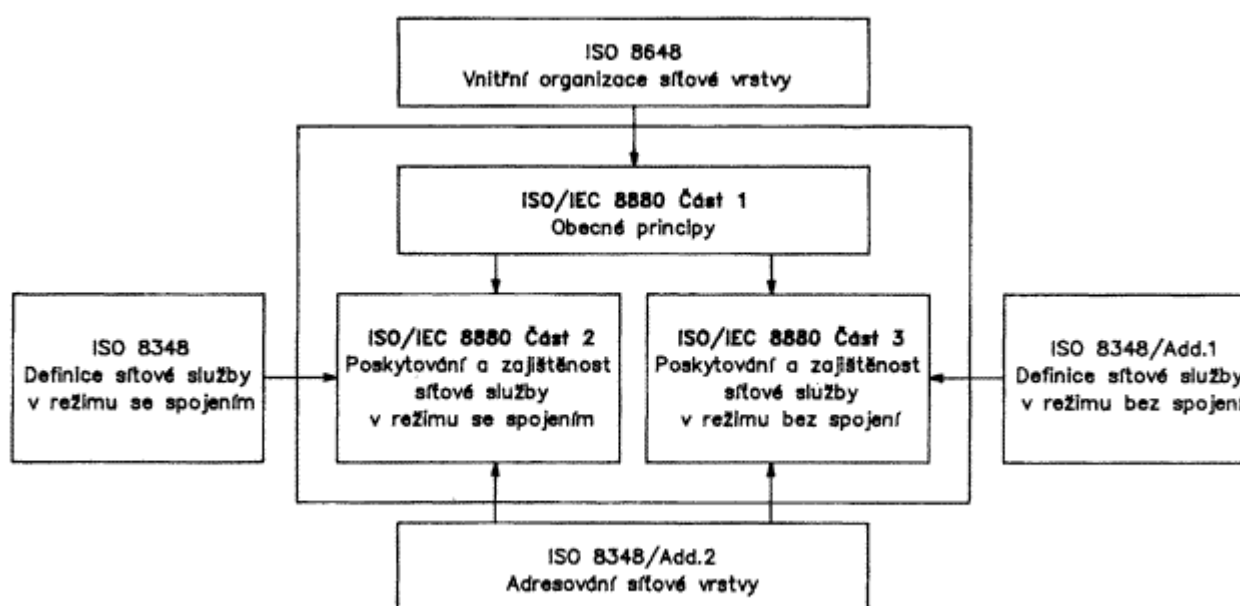 ISO 8648
Vnitřní organizace síťové vrstvy
ISO/IEC 8880 Část 1
Obecné principy
ISO 8348
Definice síťové služby
v režimu se spojením
ISO/IEC 8880 Část 2
Poskytování a zajištěnost
síťové služby
v režimu se spojením
ISO/IEC 8880 Část 3
Poskytování a zajištěnost
síťové služby
v režimu bez spojení
ISO 8348/Add.1
Definice síťové služby
v režimu bez spojení
ISO 8348/Add.2
Adresování síťové vrstvy